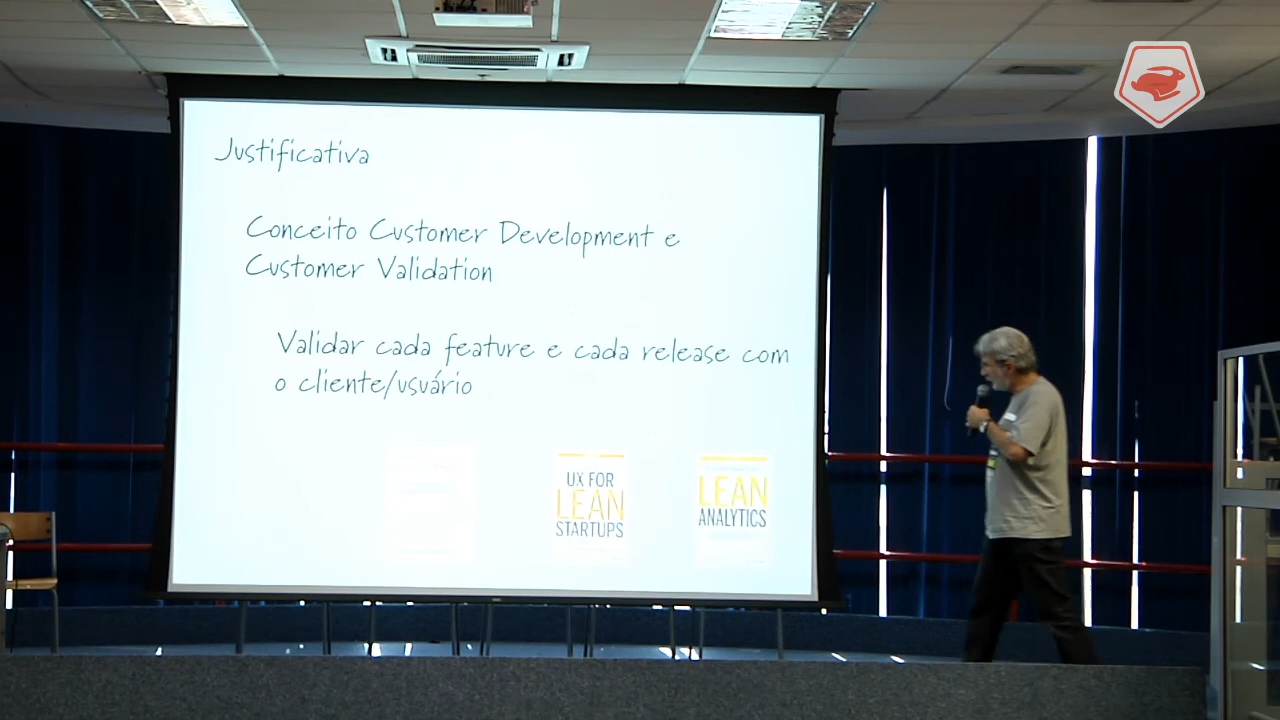 Justificativa
Conceito Customer Development e
Customer Validation
Validar cada feature e cada release com
o cliente/usuário
UX FOR
LEAN
STARTUPS
LEAN
ANALYTICS